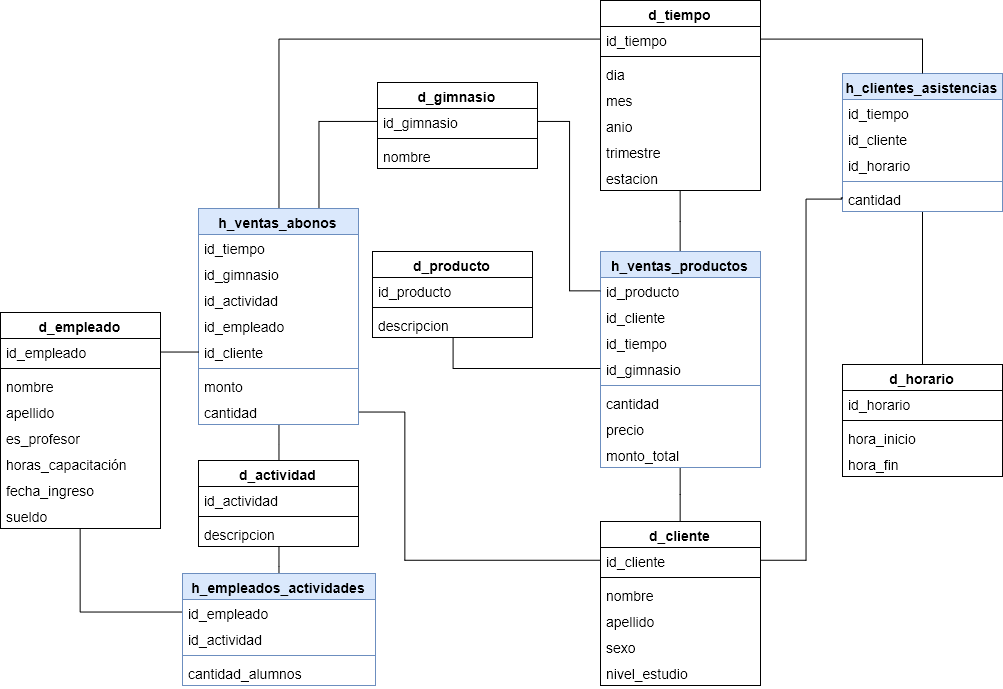 d_tiempo
id_tiempo
dia
mes
anio
trimestre
estacion
h_clientes_asistencias
id_tiempo
id_cliente
id_horario
cantidad
d_gimnasio
id_gimnasio
nombre
h_ventas_abonos
id_tiempo
id_gimnasio
id_actividad
id_empleado
id_cliente
monto
cantidad
d_producto
id_producto
descripcion
h_ventas_productos
id_producto
id_cliente
id_tiempo
id_gimnasio
cantidad
precio
monto_total
d_empleado
id_empleado
nombre
apellido
es_profesor
horas_capacitación
fecha_ingreso
sueldo
d_horario
id_horario
hora_inicio
hora_fin
d_actividad
id_actividad
descripcion
d_cliente
id_cliente
nombre
apellido
sexo
nivel_estudio
h_empleados_actividades
id_empleado
id_actividad
cantidad_alumnos